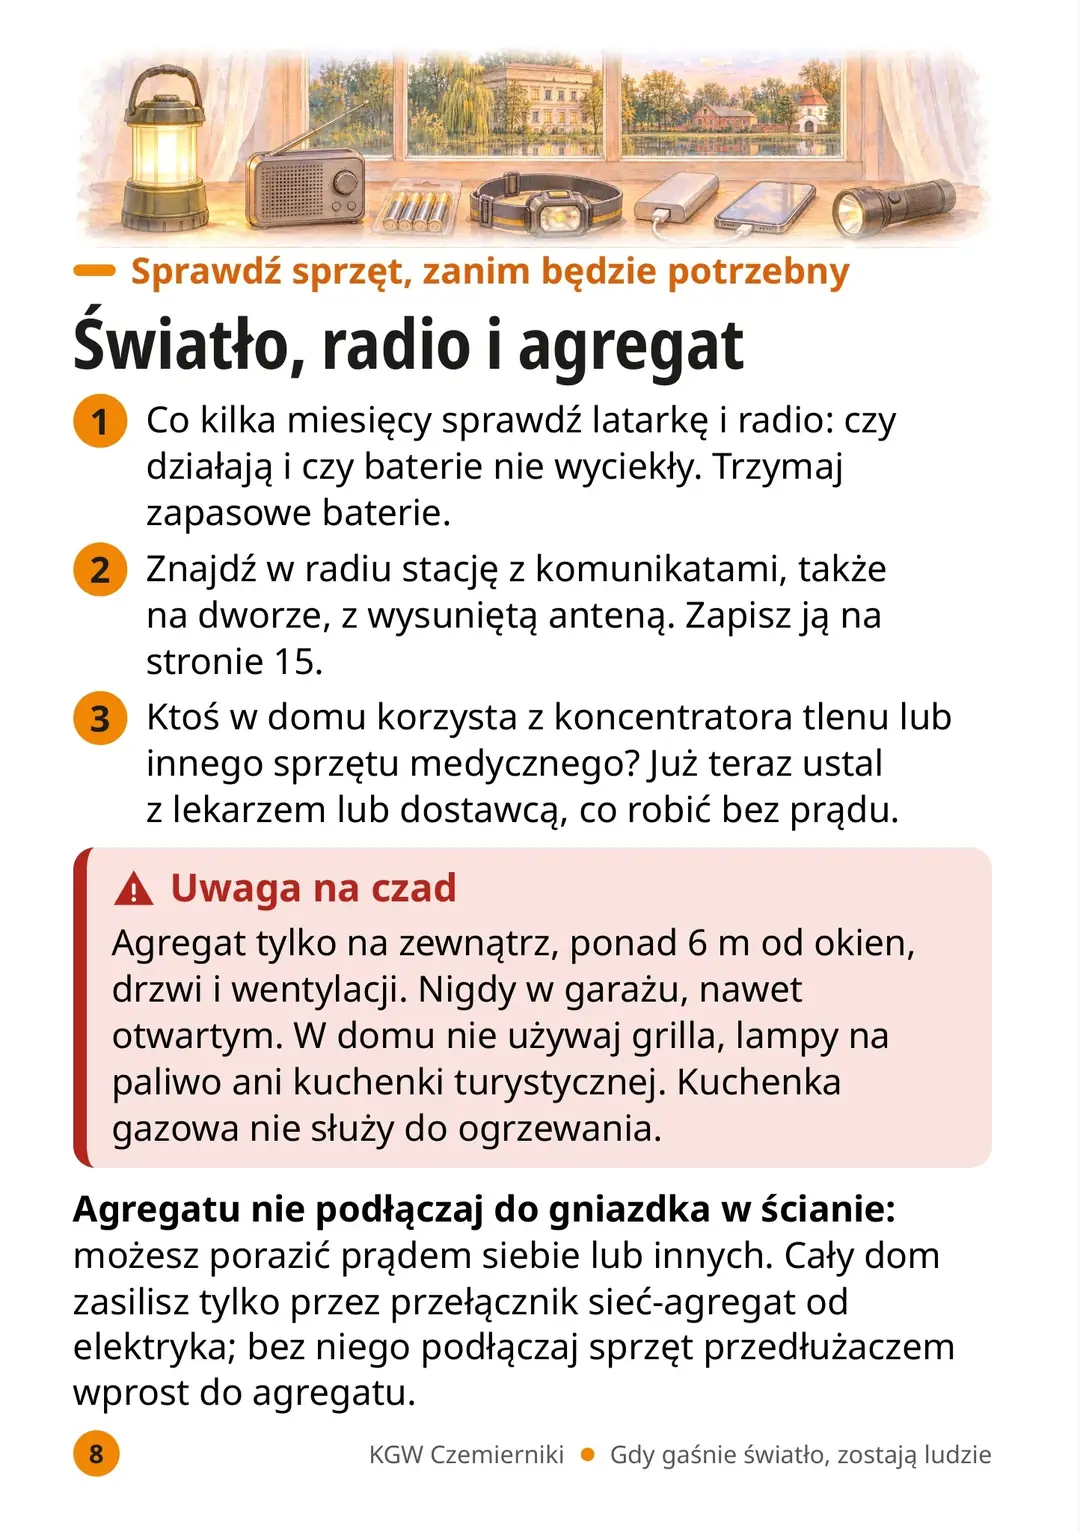 Sprawdź sprzęt, zanim będzie potrzebny
Światło, radio i agregat
1 Co kilka miesięcy sprawdź latarkę i radio: czy
działają i czy baterie nie wyciekły. Trzymaj
zapasowe baterie.
2 Znajdź w radiu stację z komunikatami, także
na dworze, z wysuniętą anteną. Zapisz ją na
stronie 15.
3 Ktoś w domu korzysta z koncentratora tlenu lub
innego sprzętu medycznego? Już teraz ustal
z lekarzem lub dostawcą, co robić bez prądu.
Uwaga na czad
Agregat tylko na zewnątrz, ponad 6 m od okien,
drzwi i wentylacji. Nigdy w garażu, nawet
otwartym. W domu nie używaj grilla, lampy na
paliwo ani kuchenki turystycznej. Kuchenka
gazowa nie służy do ogrzewania.
Agregatu nie podłączaj do gniazdka w ścianie:
możesz porazić prądem siebie lub innych. Cały dom
zasilisz tylko przez przełącznik sieć-agregat od
elektryka; bez niego podłączaj sprzęt przedłużaczem
wprost do agregatu.
8 KGW Czemierniki ● Gdy gaśnie światło, zostają ludzie